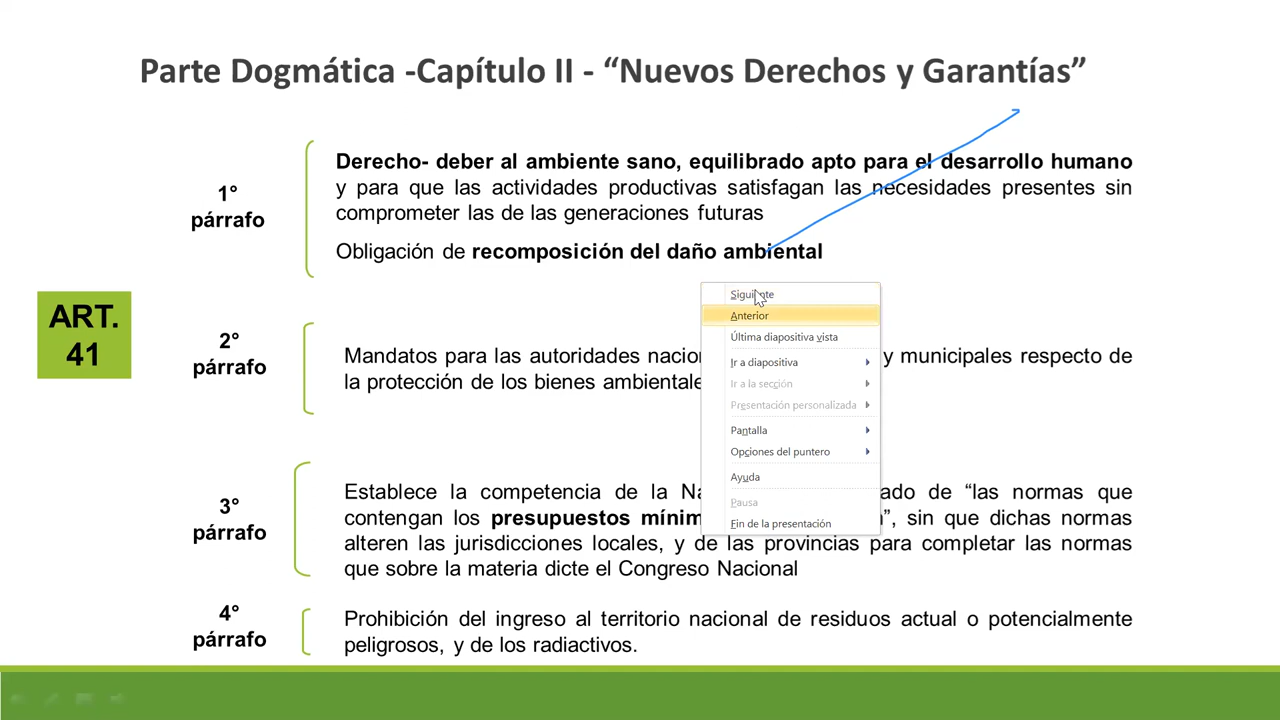 Parte Dogmática -Capítulo II - “Nuevos Derechos y Garantías”
1°
párrafo
Derecho- deber al ambiente sano, equilibrado apto para el desarrollo humano
y para que las actividades productivas satisfagan las necesidades presentes sin
comprometer las de las generaciones futuras
Obligación de recomposición del daño ambiental
ART.
41
2°
párrafo
Mandatos para las autoridades y municipales respecto de
la protección de los bienes
3°
párrafo
Establece la competencia de la de “las normas que
contengan los presupuestos sin que dichas normas
alteren las jurisdicciones locales, y de las provincias para completar las normas
que sobre la materia dicte el Congreso Nacional
4°
párrafo
Prohibición del ingreso al territorio nacional de residuos actual o potencialmente
peligrosos, y de los radiactivos.
Siguiente
Anterior
Última diapositiva vista
Ir a diapositiva
Ir a la sección
Presentación personalizada
Pantalla
Opciones del puntero
Ayuda
Pausa
Fin de la presentación